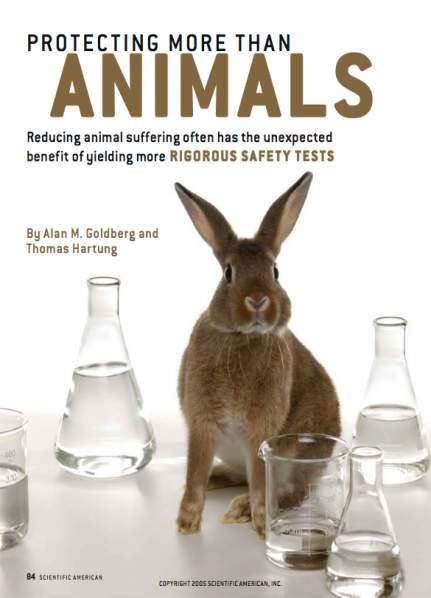 PROTECTING MORE THAN
ANIMALS
Reducing animal suffering often has the unexpected
benefit of yielding more RIGOROUS SAFETY TESTS
By Alan M. Goldberg and
Thomas Hartung
84 SCIENTIFIC AMERICAN
COPYRIGHT 2005 SCIENTIFIC AMERICAN, INC.